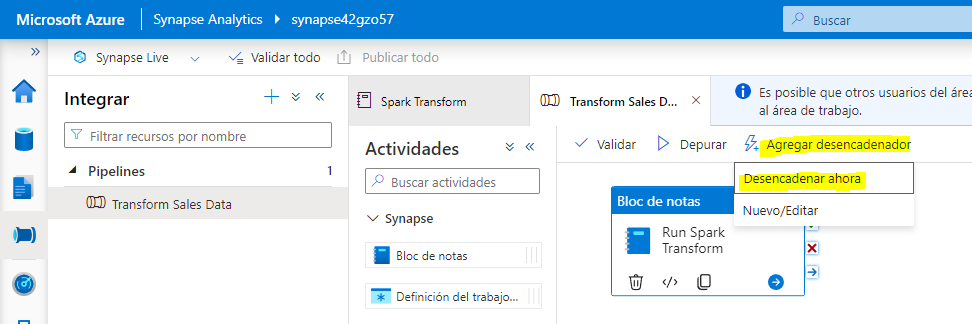 Microsoft Azure
Synapse Analytics
synapse42gzo57
Buscar
Synapse Live
Validar todo
Publicar todo
Integrar
Filtrar recursos por nombre
Pipelines
1
Transform Sales Data
Spark Transform
Transform Sales D...
Es posible que otros usuarios del área
al área de trabajo.
Actividades
Buscar actividades
Synapse
Bloc de notas
Definición del trabajo...
Validar
Depurar
Agregar desencadenador
Desencadenar ahora
Nuevo/Editar
Bloc de notas
Run Spark
Transform